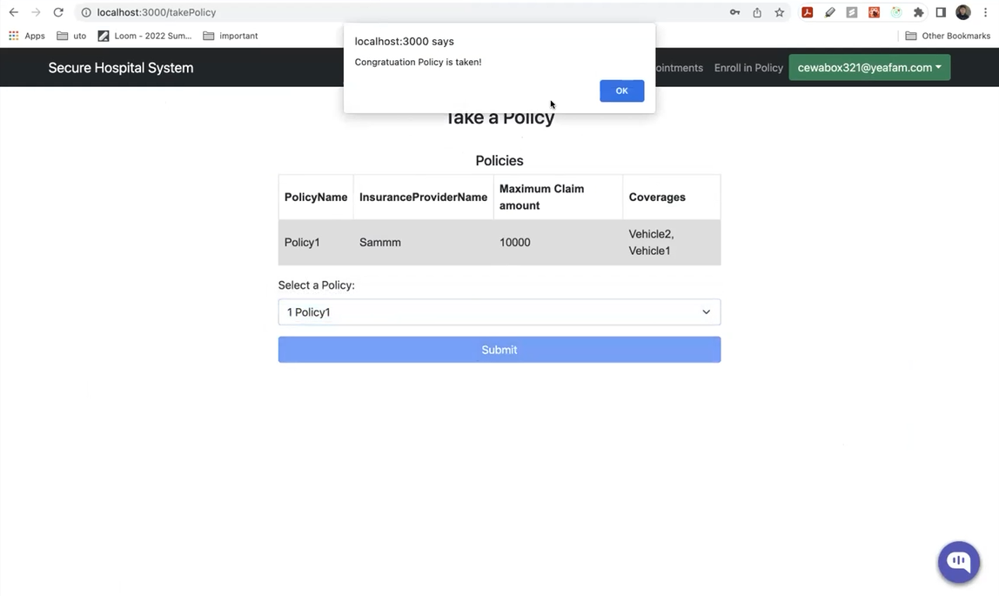 localhost:3000/takePolicy
Apps uto Loom - 2022 Sum... important Other Bookmarks
localhost:3000 says
Congratuation Policy is taken!
OK
Secure Hospital System Enroll in Policy cewabox321@yeafam.com
Take a Policy
Policies
PolicyName InsuranceProviderName Maximum Claim amount Coverages
Policy1 Sammm 10000 Vehicle2, Vehicle1
Select a Policy:
1 Policy1
Submit